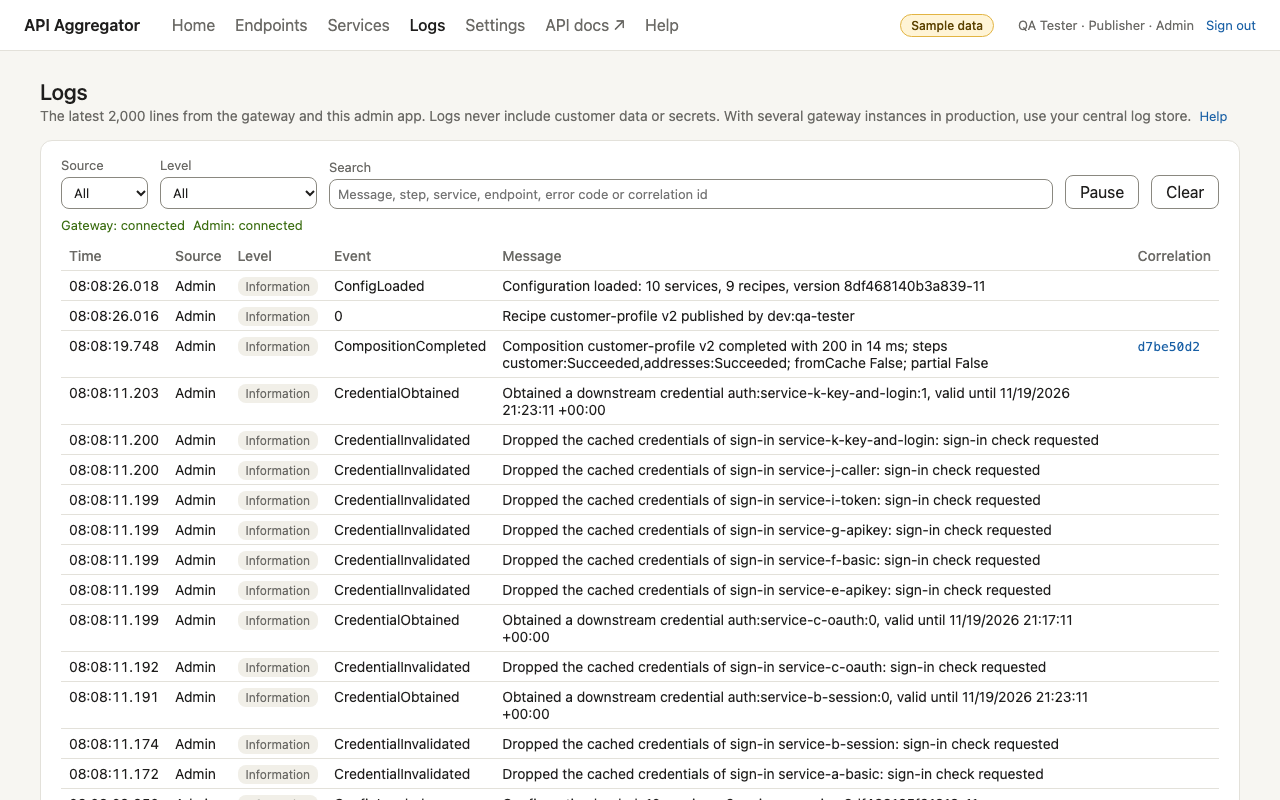 API Aggregator Home Endpoints Services Logs Settings API docs ↗ Help Sample data QA Tester · Publisher · Admin Sign out
Logs
The latest 2,000 lines from the gateway and this admin app. Logs never include customer data or secrets. With several gateway instances in production, use your central log store. Help
Source Level Search
All All Message, step, service, endpoint, error code or correlation id Pause Clear
Gateway: connected Admin: connected
Time Source Level Event Message Correlation
08:08:26.018 Admin Information ConfigLoaded Configuration loaded: 10 services, 9 recipes, version 8df468140b3a839-11
08:08:26.016 Admin Information 0 Recipe customer-profile v2 published by dev:qa-tester
08:08:19.748 Admin Information CompositionCompleted Composition customer-profile v2 completed with 200 in 14 ms; steps d7be50d2
customer:Succeeded,addresses:Succeeded; fromCache False; partial False
08:08:11.203 Admin Information CredentialObtained Obtained a downstream credential auth:service-k-key-and-login:1, valid until 11/19/2026
21:23:11 +00:00
08:08:11.200 Admin Information CredentialInvalidated Dropped the cached credentials of sign-in service-k-key-and-login: sign-in check requested
08:08:11.200 Admin Information CredentialInvalidated Dropped the cached credentials of sign-in service-j-caller: sign-in check requested
08:08:11.199 Admin Information CredentialInvalidated Dropped the cached credentials of sign-in service-i-token: sign-in check requested
08:08:11.199 Admin Information CredentialInvalidated Dropped the cached credentials of sign-in service-g-apikey: sign-in check requested
08:08:11.199 Admin Information CredentialInvalidated Dropped the cached credentials of sign-in service-f-basic: sign-in check requested
08:08:11.199 Admin Information CredentialInvalidated Dropped the cached credentials of sign-in service-e-apikey: sign-in check requested
08:08:11.199 Admin Information CredentialObtained Obtained a downstream credential auth:service-c-oauth:0, valid until 11/19/2026 21:17:11
+00:00
08:08:11.192 Admin Information CredentialInvalidated Dropped the cached credentials of sign-in service-c-oauth: sign-in check requested
08:08:11.191 Admin Information CredentialObtained Obtained a downstream credential auth:service-b-session:0, valid until 11/19/2026 21:23:11
+00:00
08:08:11.174 Admin Information CredentialInvalidated Dropped the cached credentials of sign-in service-b-session: sign-in check requested
08:08:11.172 Admin Information CredentialInvalidated Dropped the cached credentials of sign-in service-a-basic: sign-in check requested